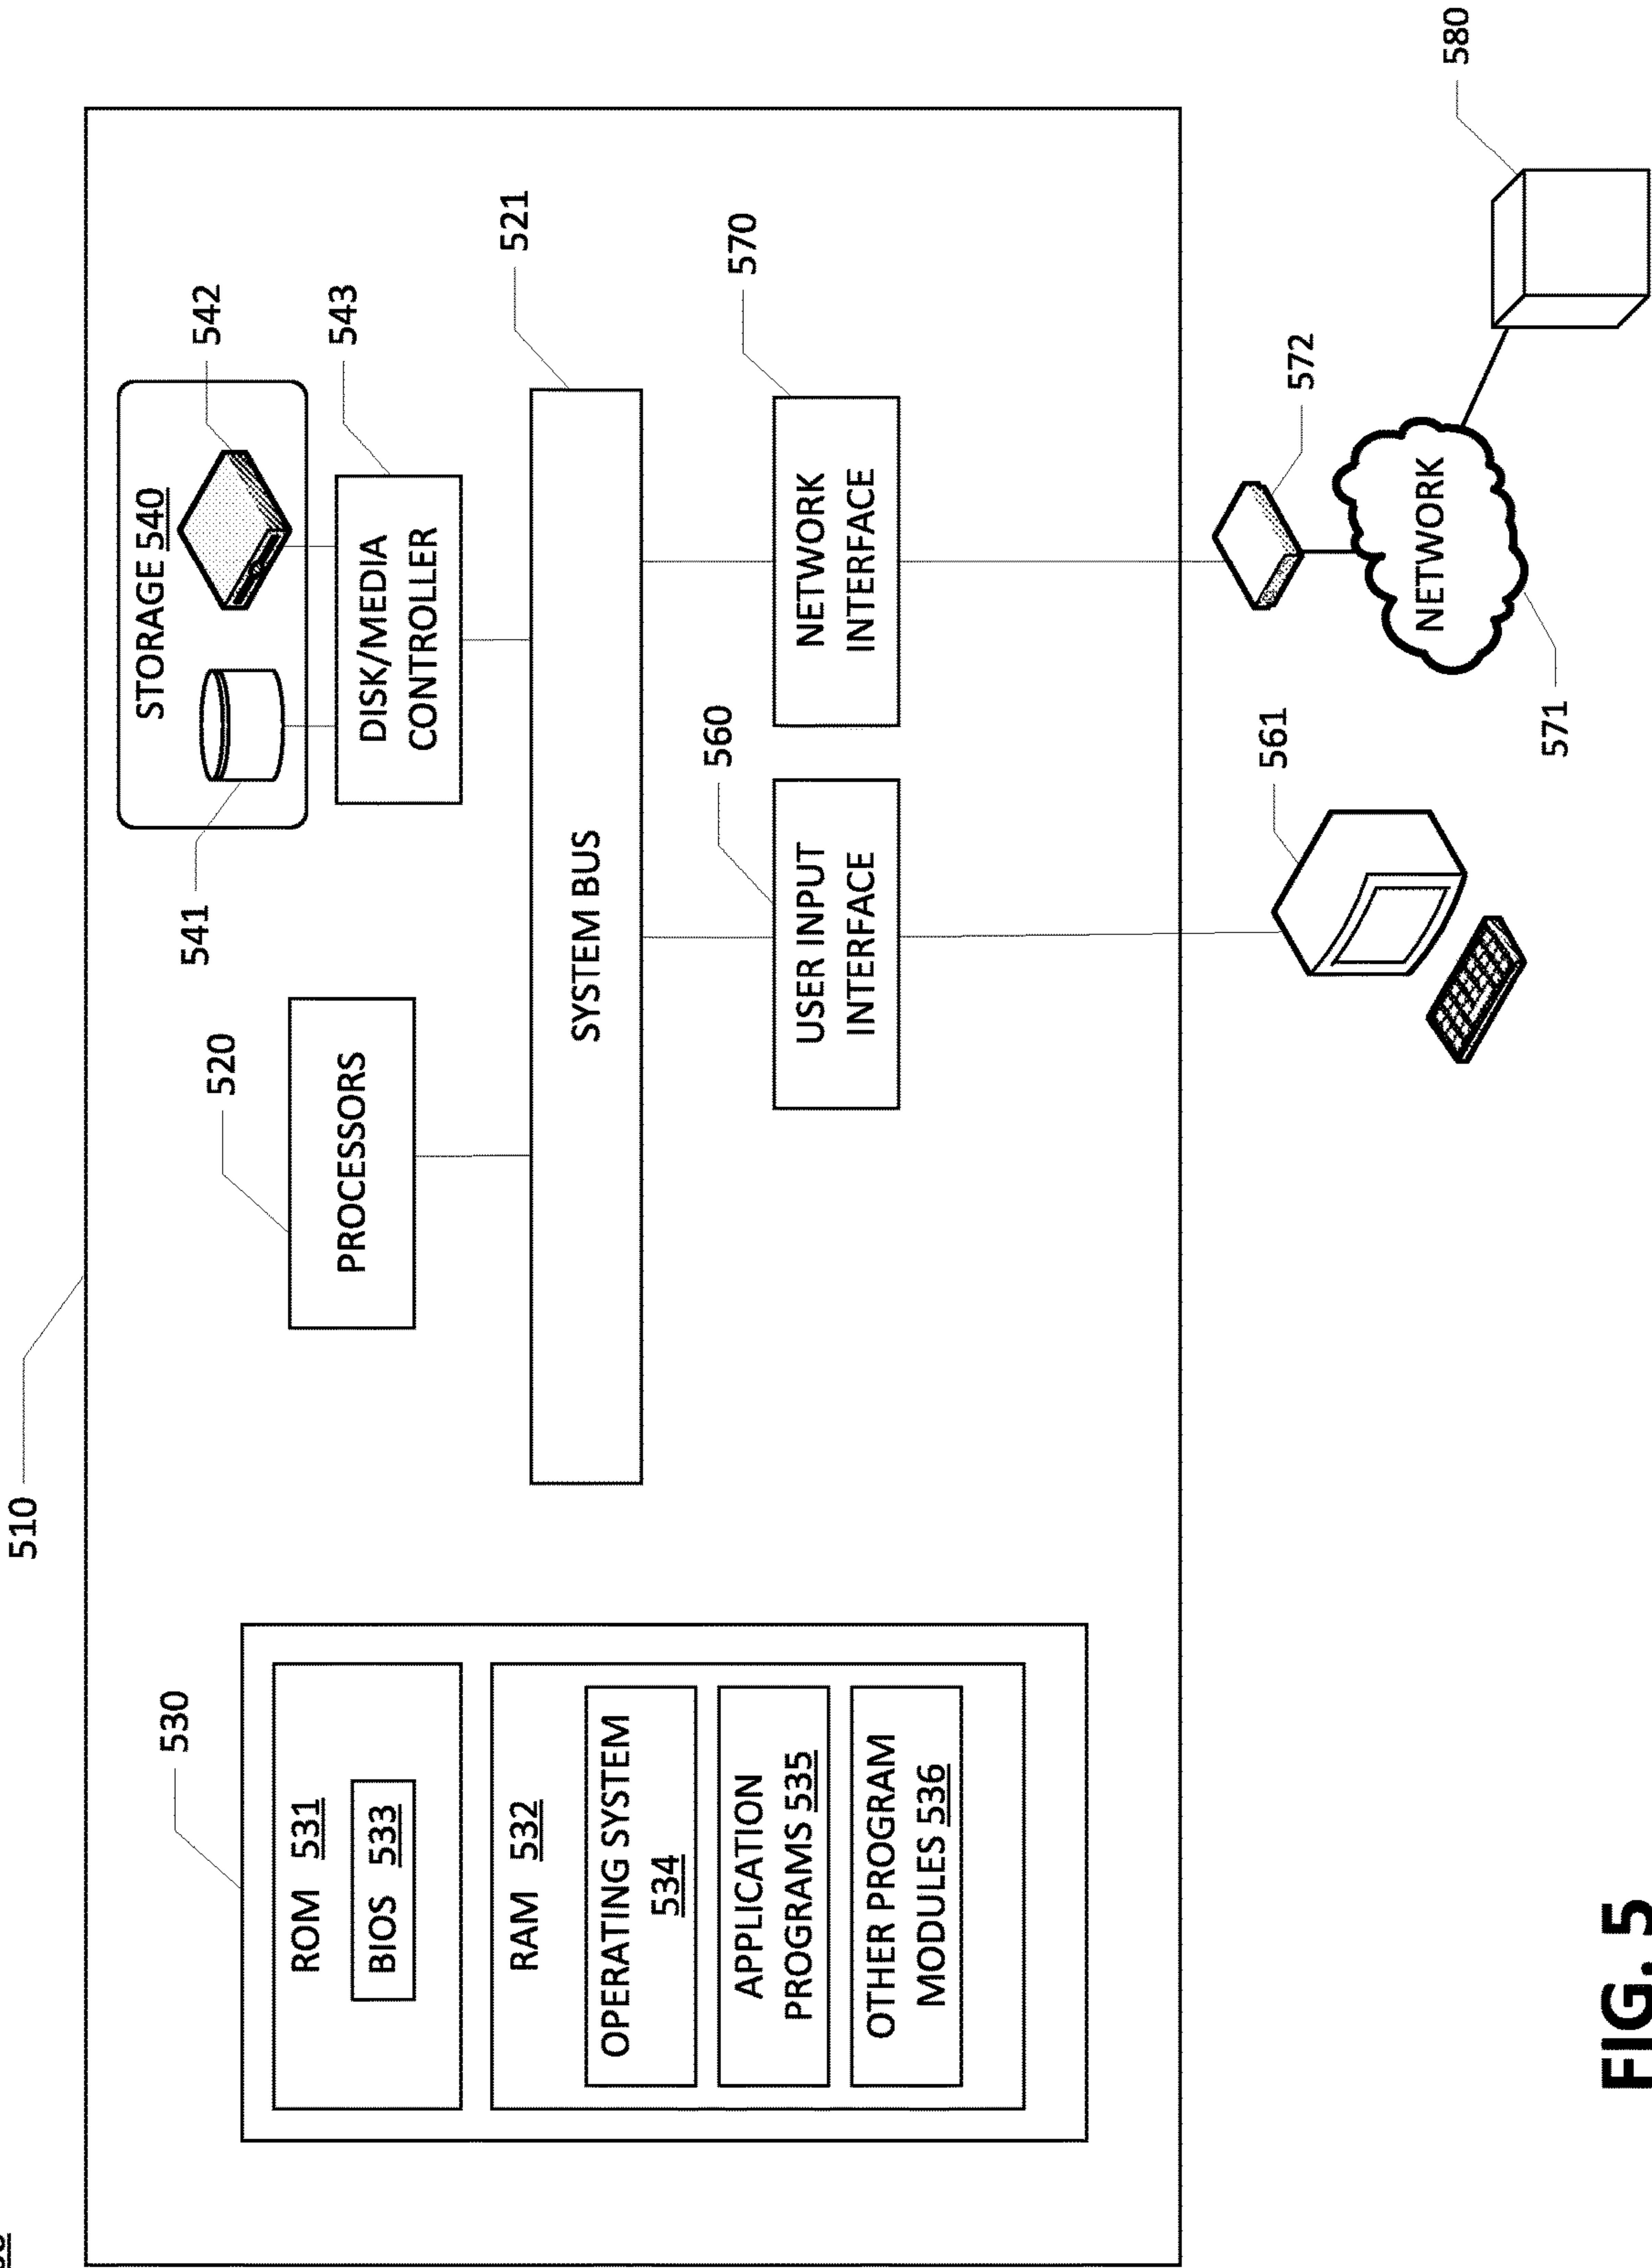 510
530
ROM 531
BIOS 533
RAM 532
OPERATING SYSTEM
534
APPLICATION
PROGRAMS 535
OTHER PROGRAM
MODULES 536
520
PROCESSORS
541
STORAGE 540
542
DISK/MEDIA
CONTROLLER
543
SYSTEM BUS
521
560
USER INPUT
INTERFACE
570
NETWORK
INTERFACE
561
572
NETWORK
571
580
FIG. 5